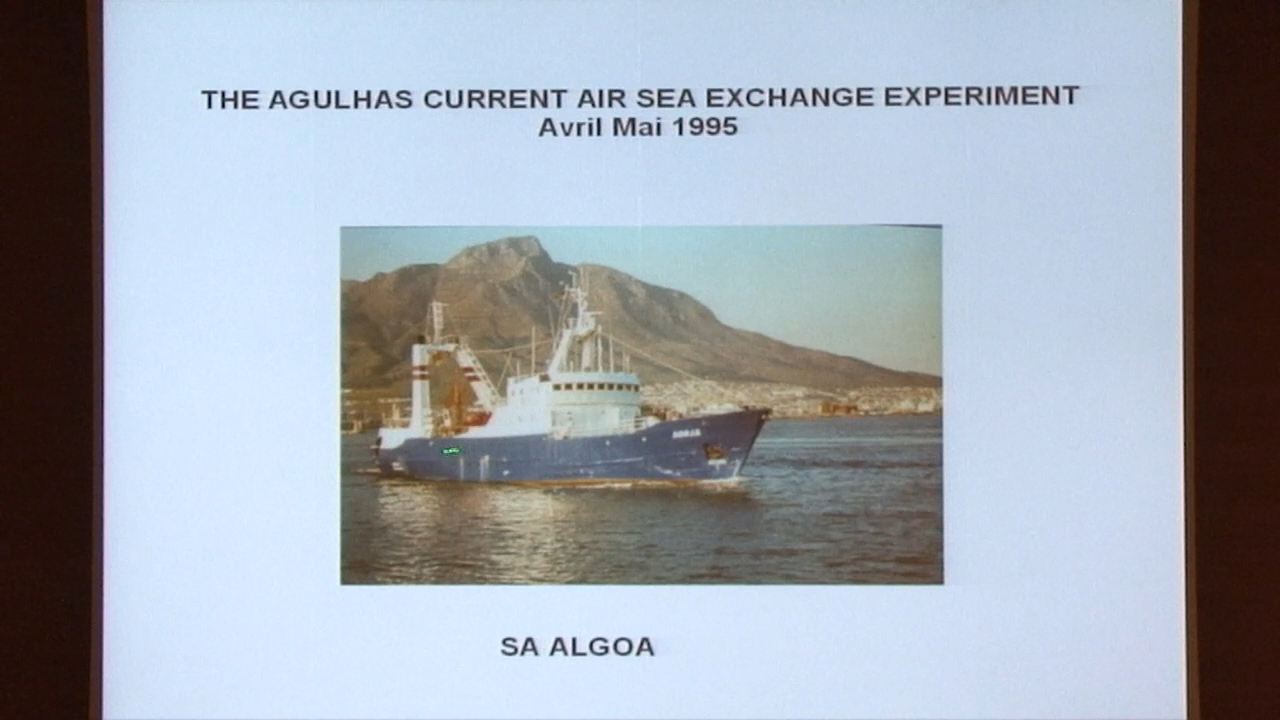 THE AGULHAS CURRENT AIR SEA EXCHANGE EXPERIMENT
Avril Mai 1995
SA ALGOA